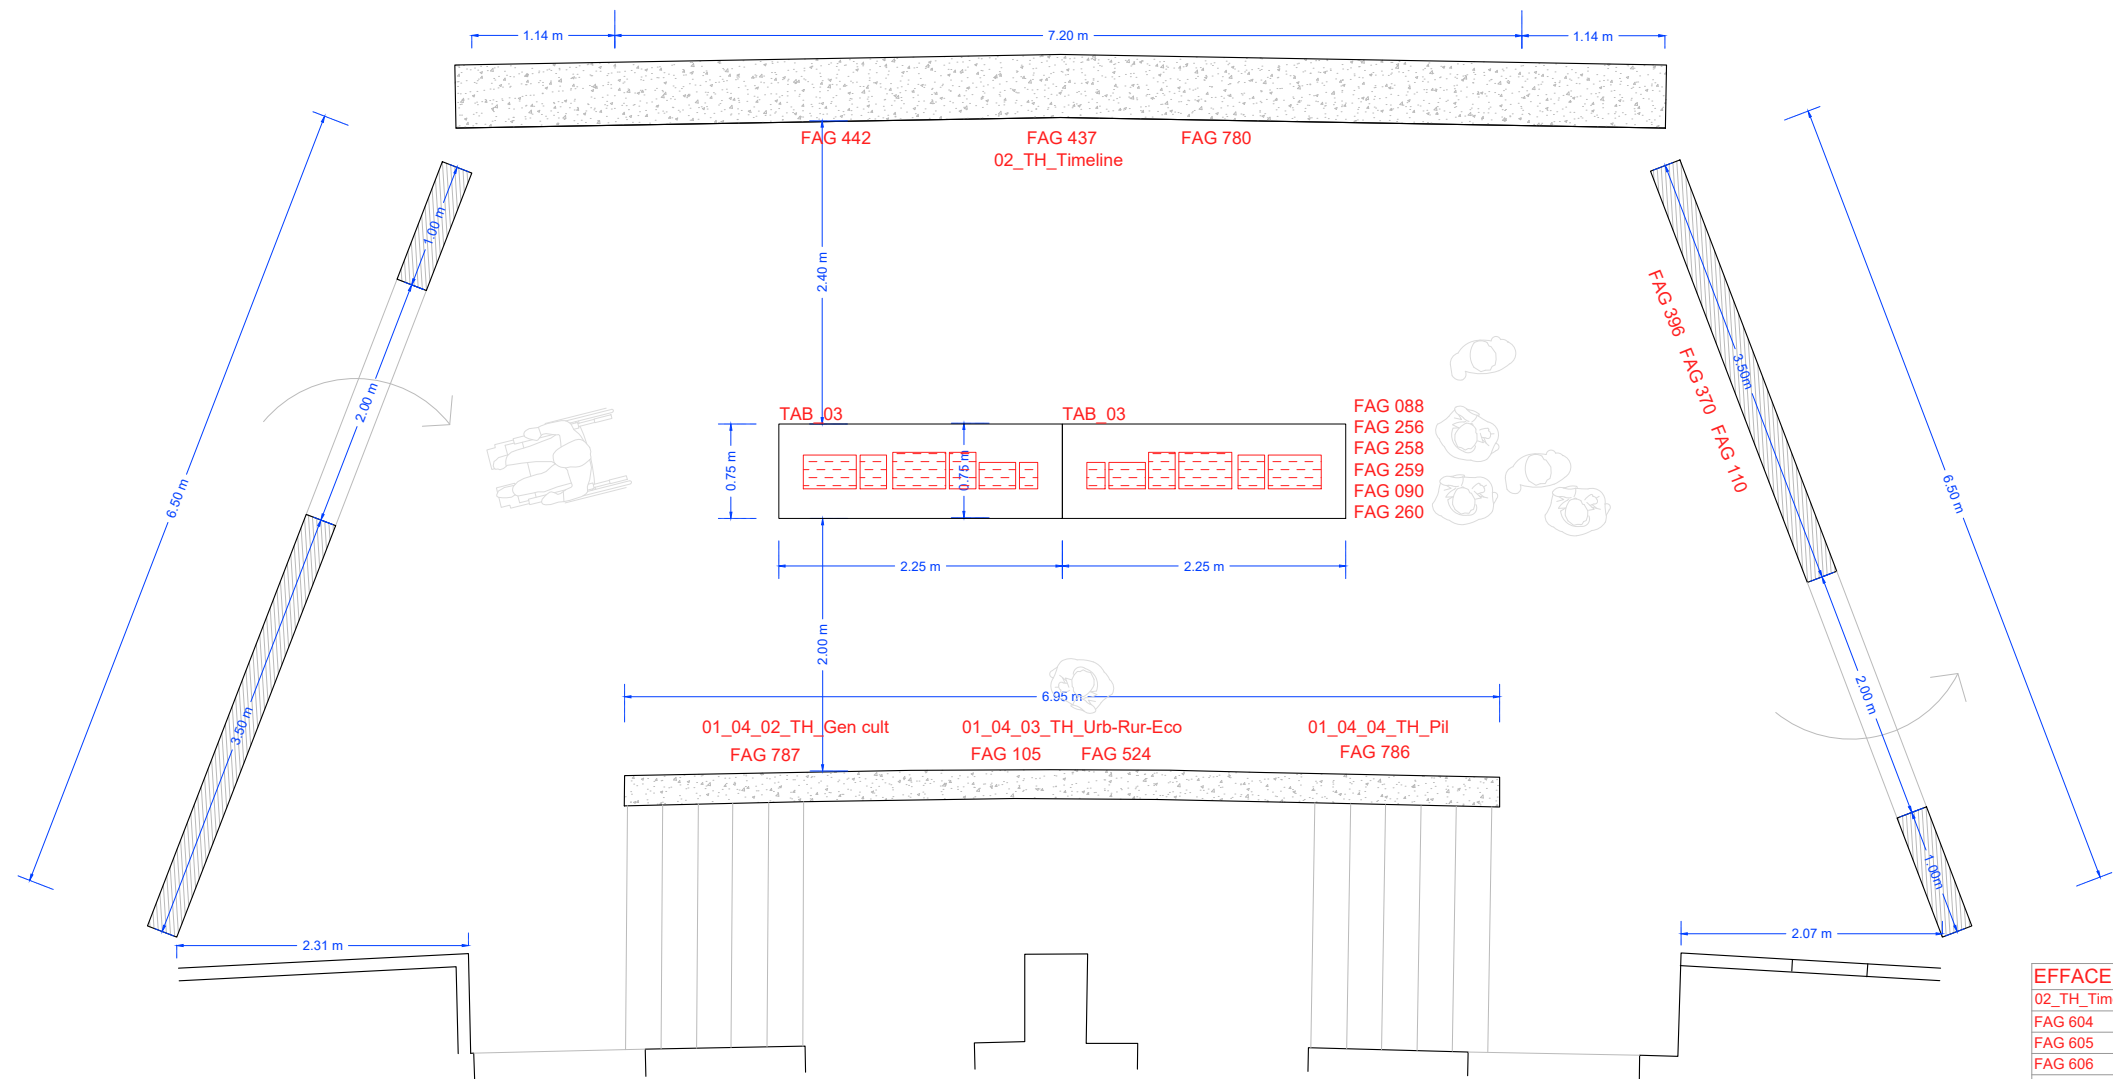 1.14 m
7.20 m
1.14 m
FAG 442
FAG 437
FAG 780
02_TH_Timeline
1.00 m
2.40 m
6.50 m
2.00 m
3.50 m
FAG 396 FAG 370 FAG 110
3.50m
6.50 m
2.00 m
1.00m
TAB_03
TAB_03
0.75 m
0.75 m
FAG 088
FAG 256
FAG 258
FAG 259
FAG 090
FAG 260
2.25 m
2.25 m
2.00 m
6.95 m
01_04_02_TH_Gen cult
01_04_03_TH_Urb-Rur-Eco
01_04_04_TH_Pil
FAG 787
FAG 105
FAG 524
FAG 786
2.31 m
2.07 m
EFFACE
02_TH_Tim
FAG 604
FAG 605
FAG 606